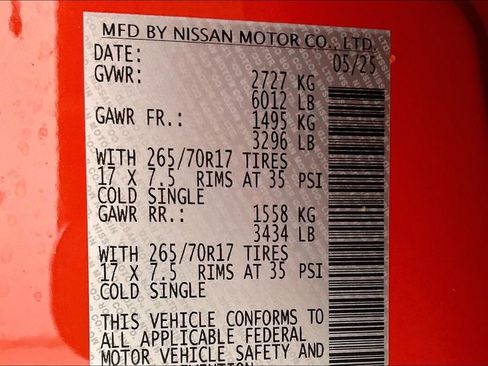 MFD BY NISSAN MOTOR CO., LTD.
DATE: 05/25
GVWR: 2727 KG
6012 LB
GAWR FR.: 1495 KG
3296 LB
WITH 265/70R17 TIRES
17 X 7.5 RIMS AT 35 PSI
COLD SINGLE
GAWR RR.: 1558 KG
3434 LB
WITH 265/70R17 TIRES
17 X 7.5 RIMS AT 35 PSI
COLD SINGLE
THIS VEHICLE CONFORMS TO
ALL APPLICABLE FEDERAL
MOTOR VEHICLE SAFETY AND